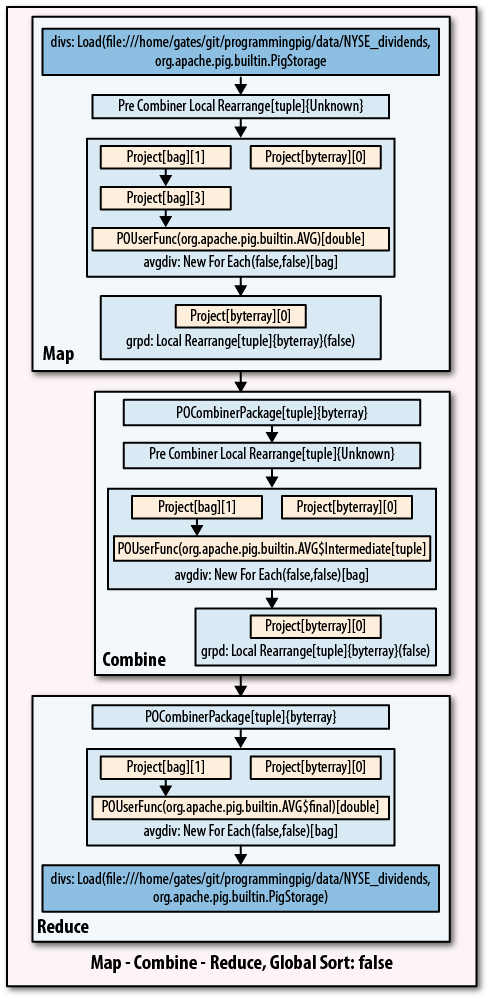 divs: Load(file:///home/gates/git/programmingpig/data/NYSE_dividends,
org.apache.pig.builtin.PigStorage
Pre Combiner Local Rearrange[tuple]{Unknown}
Project[bag][1]
Project[byterray][0]
Project[bag][3]
POUserFunc(org.apache.pig.builtin.AVG)[double]
avgdiv: New For Each(false,false)[bag]
Project[byterray][0]
grpd: Local Rearrange[tuple]{byterray}(false)
Map
POCombinerPackage[tuple]{byterray}
Pre Combiner Local Rearrange[tuple]{Unknown}
Project[bag][1]
Project[byterray][0]
POUserFunc(org.apache.pig.builtin.AVG$Intermediate[tuple]
avgdiv: New For Each(false,false)[bag]
Project[byterray][0]
grpd: Local Rearrange[tuple]{byterray}(false)
Combine
POCombinerPackage[tuple]{byterray}
Project[bag][1]
Project[byterray][0]
POUserFunc(org.apache.pig.builtin.AVG$final)[double]
avgdiv: New For Each(false,false)[bag]
divs: Load(file:///home/gates/git/programmingpig/data/NYSE_dividends,
org.apache.pig.builtin.PigStorage)
Reduce
Map - Combine - Reduce, Global Sort: false